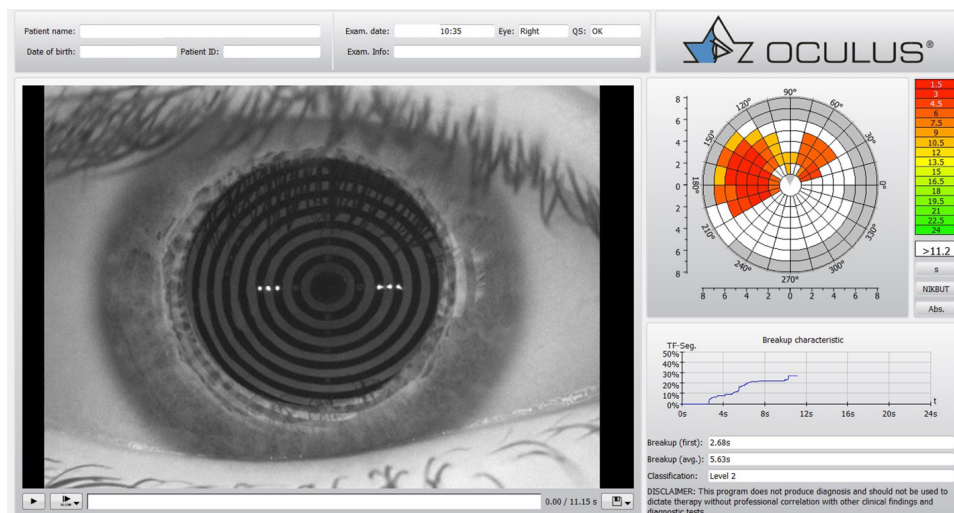 Patient name:
Exam. date: 10:35 Eye: Right QS: OK
Date of birth: Patient ID:
Exam. Info:
OCULUS®
8
6
4
2
0
2
4
6
8
90°
120°
60°
150°
30°
180°
0°
210°
330°
240°
300°
270°
8 6 4 2 0 2 4 6 8
1.5
3
4.5
6
7.5
9
10.5
12
13.5
15
16.5
18
19.5
21
22.5
24
>11.2
s
NIKBUT
Abs.
Breakup characteristic
TF-Seg.
50%
40%
30%
20%
10%
0%
0s 4s 8s 12s 16s 20s 24s
t
Breakup (first): 2.68s
Breakup (avg.): 5.63s
Classification: Level 2
DISCLAIMER: This program does not produce diagnosis and should not be used to
dictate therapy without professional correlation with other clinical findings and
diagnostic tests.
0.00 / 11.15 s